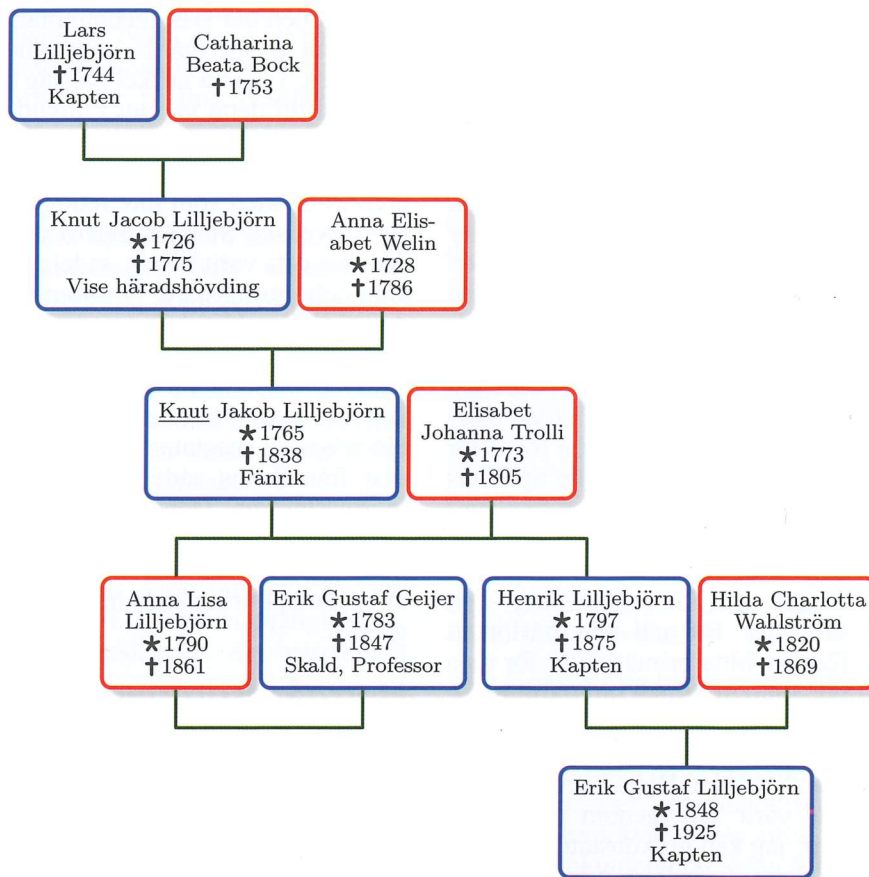 Lars
Lilljebjörn
✝1744
Kapten
Catharina
Beata Bock
✝1753
Knut Jacob Lilljebjörn
★1726
✝1775
Vise häradshövding
Anna Elis-
abet Welin
★1728
✝1786
Knut Jakob Lilljebjörn
★1765
✝1838
Fänrik
Elisabet
Johanna Trolli
★1773
✝1805
Anna Lisa
Lilljebjörn
★1790
✝1861
Erik Gustaf Geijer
★1783
✝1847
Skald, Professor
Henrik Lilljebjörn
★1797
✝1875
Kapten
Hilda Charlotta
Wahlström
★1820
✝1869
Erik Gustaf Lilljebjörn
★1848
✝1925
Kapten